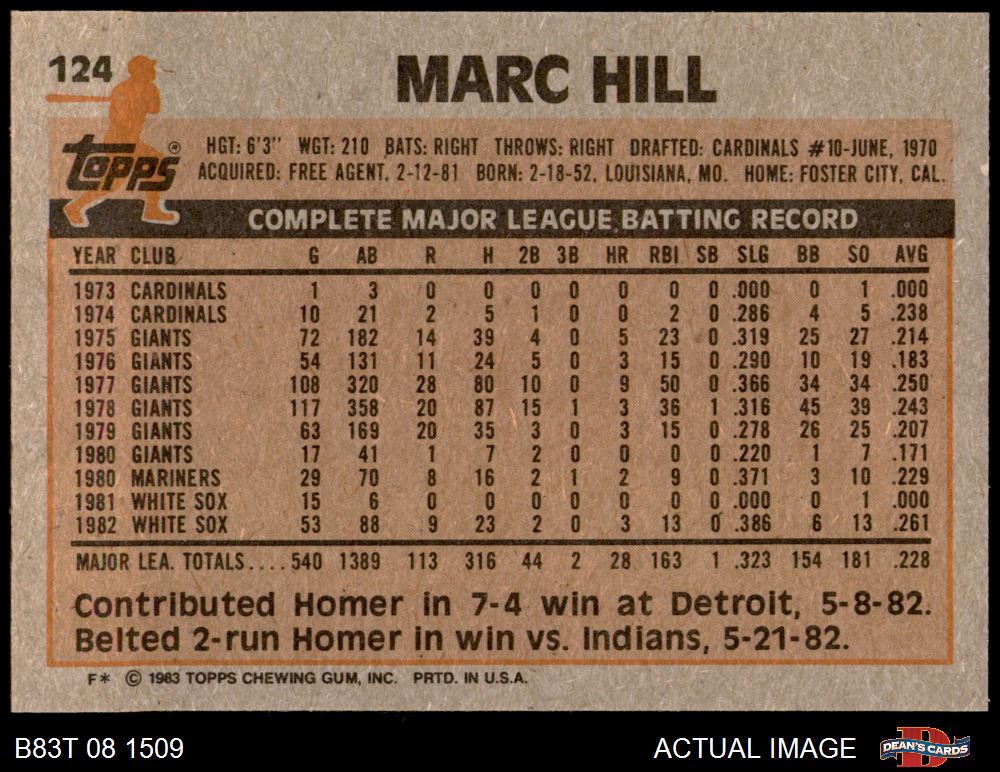 124
MARC HILL
Topps®
HGT: 6'3" WGT: 210 BATS: RIGHT THROWS: RIGHT DRAFTED: CARDINALS #10-JUNE, 1970
ACQUIRED: FREE AGENT, 2-12-81 BORN: 2-18-52, LOUISIANA, MO. HOME: FOSTER CITY, CAL.
COMPLETE MAJOR LEAGUE BATTING RECORD
YEAR CLUB G AB R H 2B 3B HR RBI SB SLG BB SO AVG
1973 CARDINALS 1 3 0 0 0 0 0 0 0 .000 0 1 .000
1974 CARDINALS 10 21 2 5 1 0 0 2 0 .286 4 5 .238
1975 GIANTS 72 182 14 39 4 0 5 23 0 .319 25 27 .214
1976 GIANTS 54 131 11 24 5 0 3 15 0 .290 10 19 .183
1977 GIANTS 108 320 28 80 10 0 9 50 0 .366 34 34 .250
1978 GIANTS 117 358 20 87 15 1 3 36 1 .316 45 39 .243
1979 GIANTS 63 169 20 35 3 0 3 15 0 .278 26 25 .207
1980 GIANTS 17 41 1 7 2 0 0 0 0 .220 1 7 .171
1980 MARINERS 29 70 8 16 2 1 2 9 0 .371 3 10 .229
1981 WHITE SOX 15 6 0 0 0 0 0 0 0 .000 0 1 .000
1982 WHITE SOX 53 88 9 23 2 0 3 13 0 .386 6 13 .261
MAJOR LEA. TOTALS....540 1389 113 316 44 2 28 163 1 .323 154 181 .228
Contributed Homer in 7-4 win at Detroit, 5-8-82.
Belted 2-run Homer in win vs. Indians, 5-21-82.
F* © 1983 TOPPS CHEWING GUM, INC. PRTD. IN U.S.A.
B83T 08 1509 ACTUAL IMAGE DEAN'S CARDS